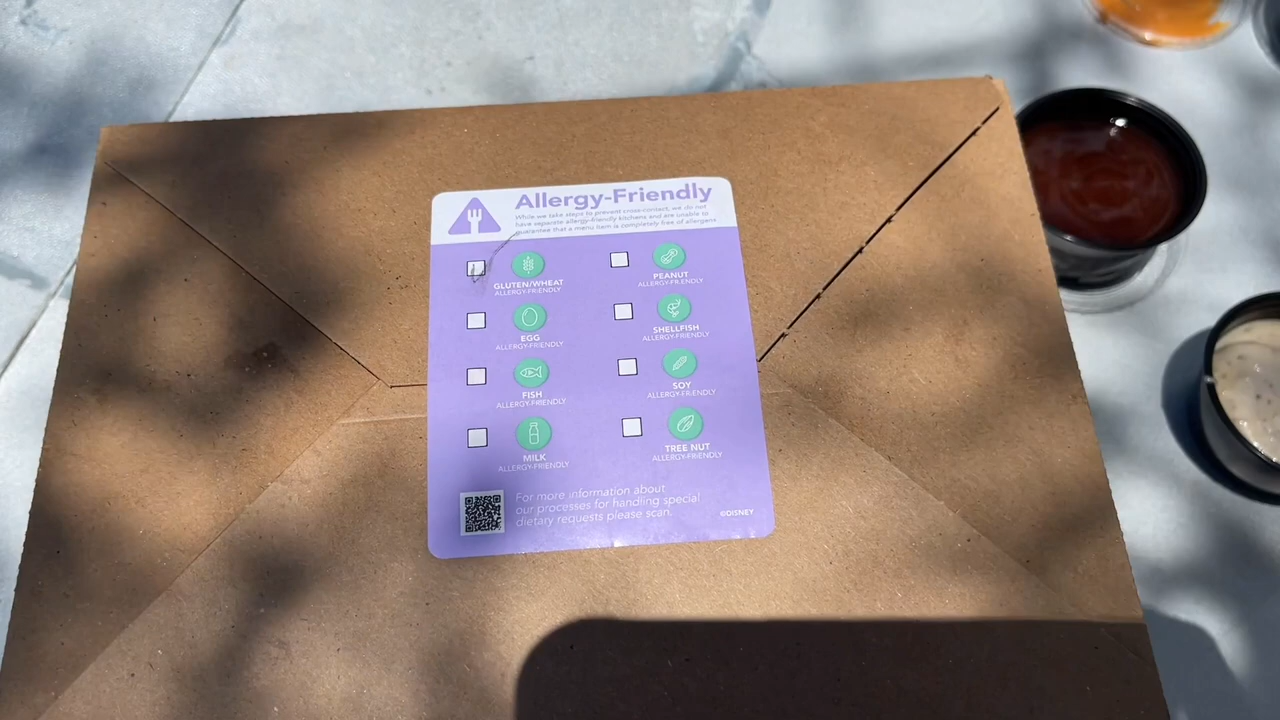 Allergy-Friendly
While we take steps to prevent cross-contact, we do not
have separate allergy-friendly kitchens and are unable to
guarantee that a menu item is completely free of allergens
GLUTEN/WHEAT
ALLERGY-FRIENDLY
PEANUT
ALLERGY-FRIENDLY
EGG
ALLERGY-FRIENDLY
SHELLFISH
ALLERGY-FRIENDLY
FISH
ALLERGY-FRIENDLY
SOY
ALLERGY-FRIENDLY
MILK
ALLERGY-FRIENDLY
TREE NUT
ALLERGY-FRIENDLY
For more information about
our processes for handling special
dietary requests please scan.
©DISNEY